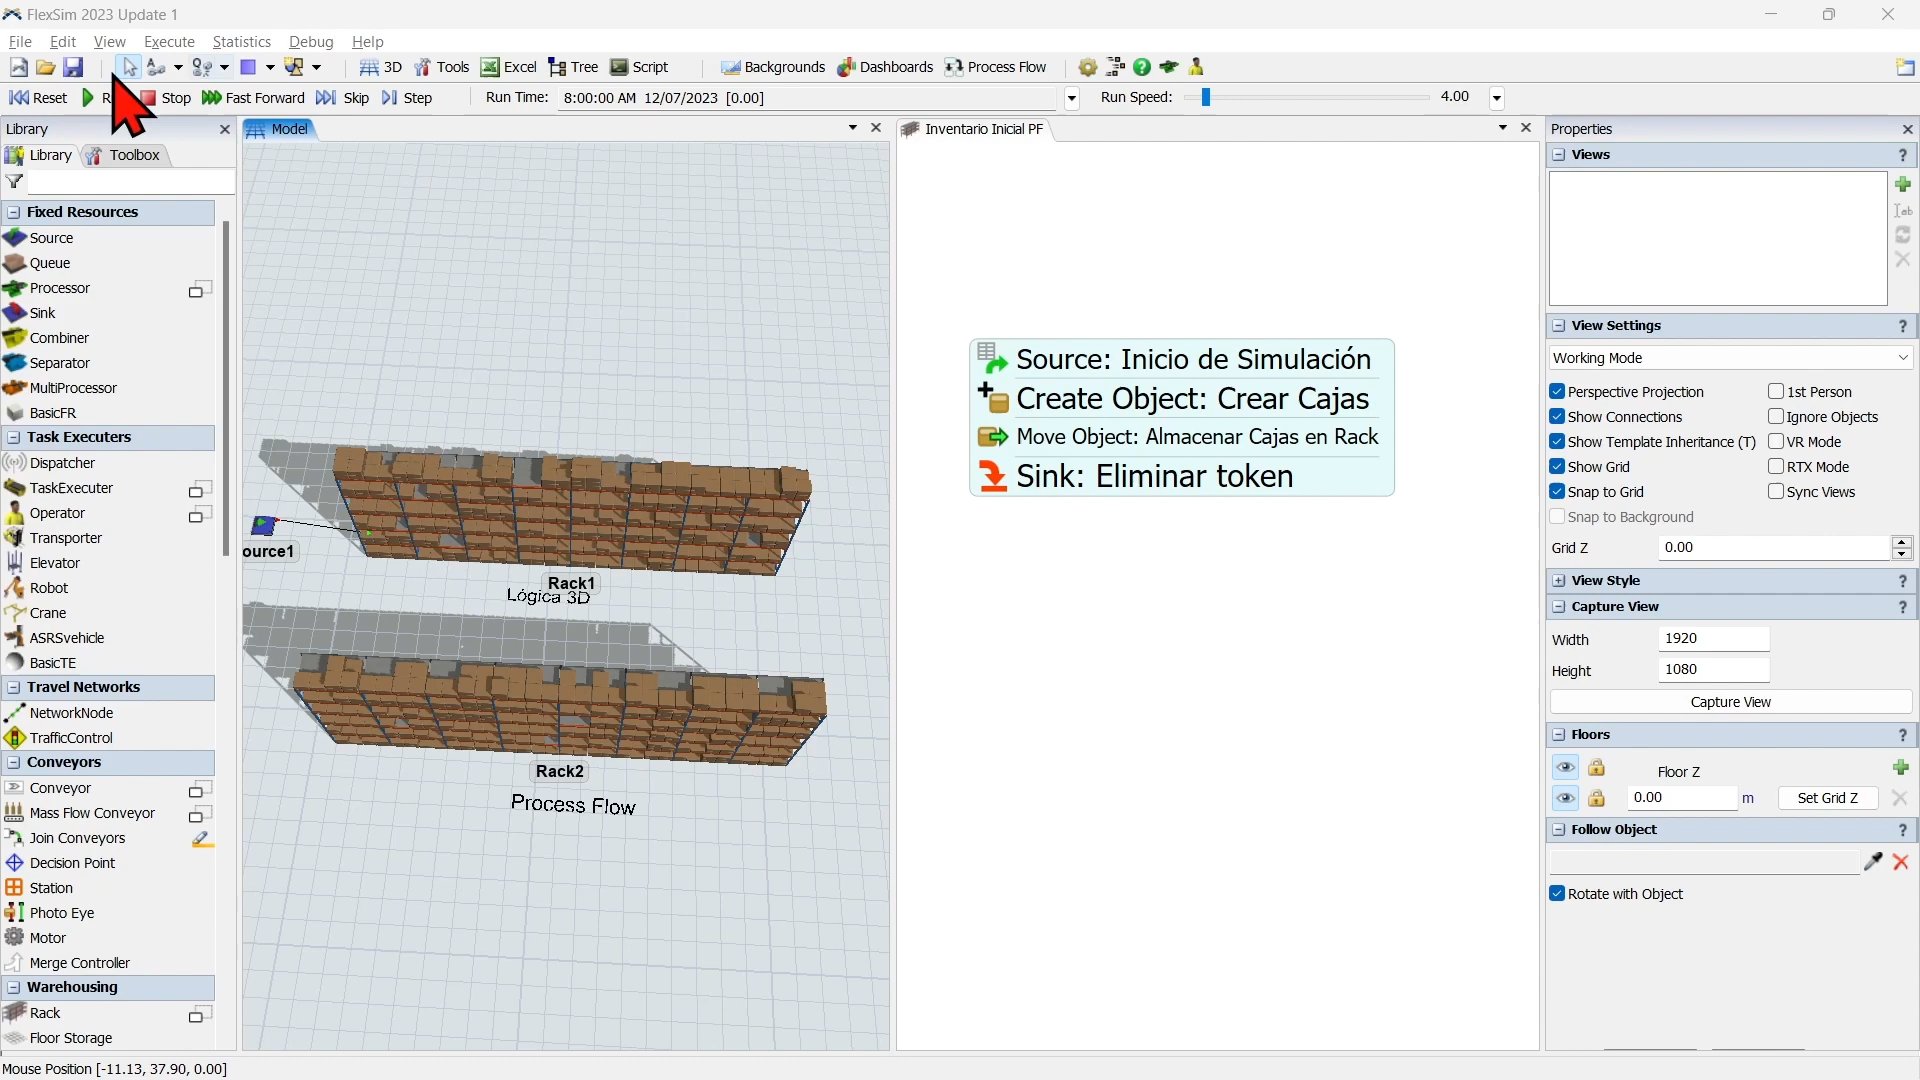 FlexSim 2023 Update 1
File Edit View Execute Statistics Debug Help
3D Tools Excel Tree Script Backgrounds Dashboards Process Flow
Reset Stop Fast Forward Skip Step Run Time: 8:00:00 AM 12/07/2023 [0.00] Run Speed: 4.00
Library
Library Toolbox
Fixed Resources
Source
Queue
Processor
Sink
Combiner
Separator
MultiProcessor
BasicFR
Task Executers
Dispatcher
TaskExecuter
Operator
Transporter
Elevator
Robot
Crane
ASRSvehicle
BasicTE
Travel Networks
NetworkNode
TrafficControl
Conveyors
Conveyor
Mass Flow Conveyor
Join Conveyors
Decision Point
Station
Photo Eye
Motor
Merge Controller
Warehousing
Rack
Floor Storage
Mouse Position [-11.13, 37.90, 0.00]
Model
ource1
Rack1
Lógica 3D
Rack2
Process Flow
Inventario Inicial PF
Source: Inicio de Simulación
Create Object: Crear Cajas
Move Object: Almacenar Cajas en Rack
Sink: Eliminar token
Properties
Views ?
View Settings ?
Working Mode
Perspective Projection 1st Person
Show Connections Ignore Objects
Show Template Inheritance (T) VR Mode
Show Grid RTX Mode
Snap to Grid Sync Views
Snap to Background
Grid Z 0.00
View Style ?
Capture View ?
Width 1920
Height 1080
Capture View
Floors ?
Floor Z
0.00 m Set Grid Z
Follow Object ?
Rotate with Object